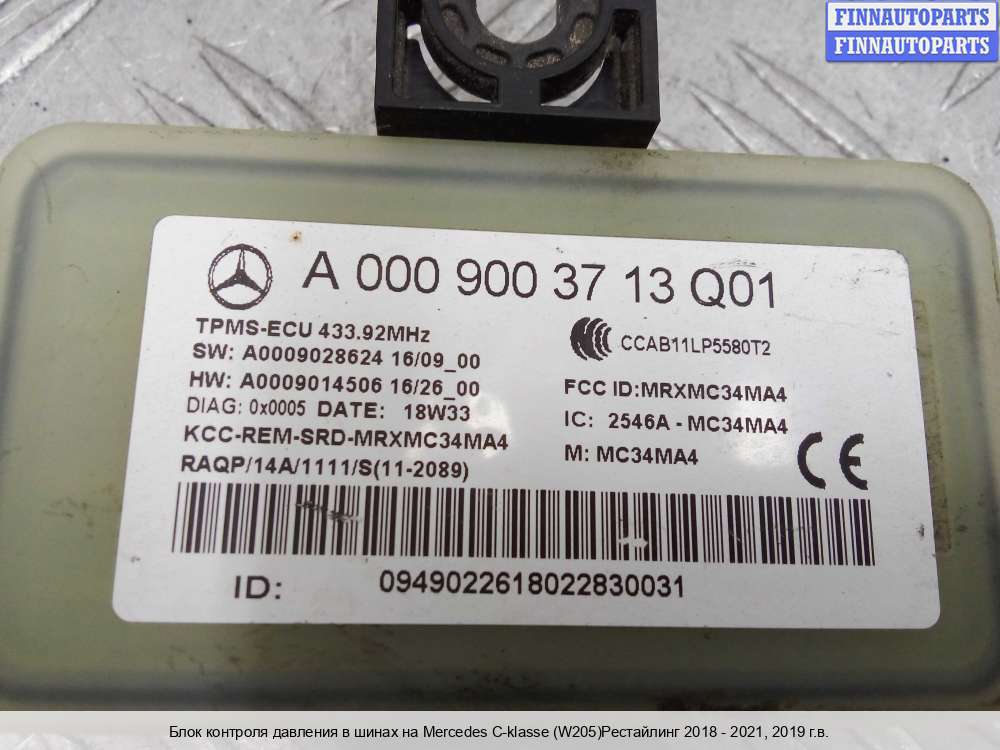 FINNAUTOPARTS
FINNAUTOPARTS
A 000 900 37 13 Q01
TPMS-ECU 433.92MHz
SW: A0009028624 16/09_00
HW: A0009014506 16/26_00
DIAG: 0x0005 DATE: 18W33
KCC-REM-SRD-MRXMC34MA4
RAQP/14A/1111/S(11-2089)
CCAB11LP5580T2
FCC ID:MRXMC34MA4
IC: 2546A - MC34MA4
M: MC34MA4
CE
ID: 0949022618022830031
Блок контроля давления в шинах на Mercedes C-klasse (W205)Рестайлинг 2018 - 2021, 2019 г.в.